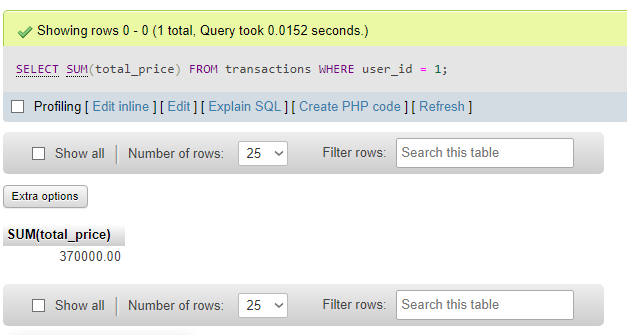 Showing rows 0 - 0 (1 total, Query took 0.0152 seconds.)
SELECT SUM(total_price) FROM transactions WHERE user_id = 1;
Profiling [ Edit inline ] [ Edit ] [ Explain SQL ] [ Create PHP code ] [ Refresh ]
Show all Number of rows: 25 Filter rows: Search this table
Extra options
SUM(total_price)
370000.00
Show all Number of rows: 25 Filter rows: Search this table